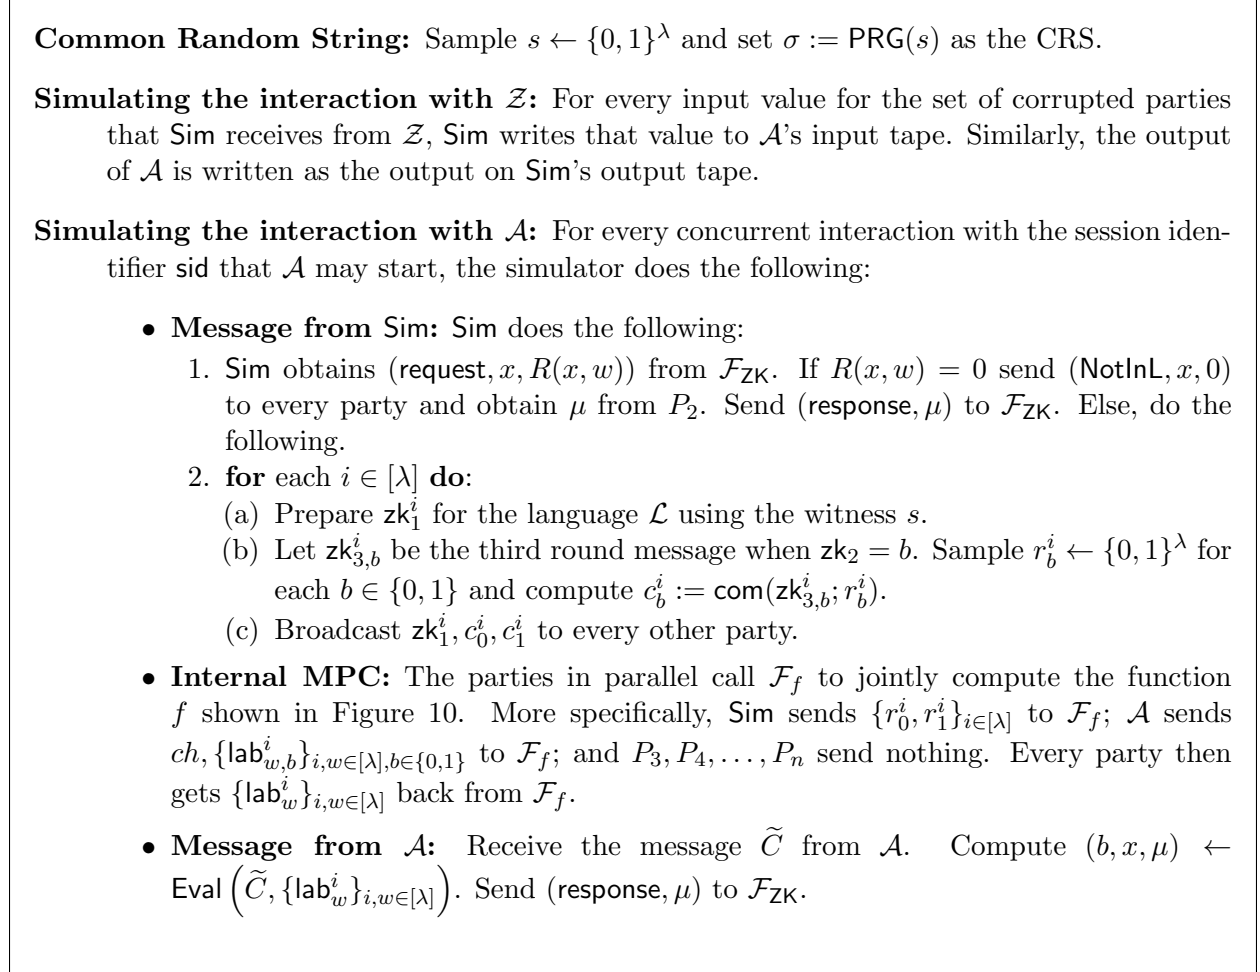 Common Random String: Sample s ← {0, 1}^λ and set σ := PRG(s) as the CRS.
Simulating the interaction with 𝒵: For every input value for the set of corrupted parties
that Sim receives from 𝒵, Sim writes that value to 𝒜's input tape. Similarly, the output
of 𝒜 is written as the output on Sim's output tape.
Simulating the interaction with 𝒜: For every concurrent interaction with the session iden-
tifier sid that 𝒜 may start, the simulator does the following:
• Message from Sim: Sim does the following:
1. Sim obtains (request, x, R(x, w)) from ℱ_ZK. If R(x, w) = 0 send (NotInL, x, 0)
to every party and obtain μ from P_2. Send (response, μ) to ℱ_ZK. Else, do the
following.
2. for each i ∈ [λ] do:
(a) Prepare zk_1^i for the language ℒ using the witness s.
(b) Let zk_{3,b}^i be the third round message when zk_2 = b. Sample r_b^i ← {0, 1}^λ for
each b ∈ {0, 1} and compute c_b^i := com(zk_{3,b}^i; r_b^i).
(c) Broadcast zk_1^i, c_0^i, c_1^i to every other party.
• Internal MPC: The parties in parallel call ℱ_f to jointly compute the function
f shown in Figure 10. More specifically, Sim sends {r_0^i, r_1^i}_{i∈[λ]} to ℱ_f; 𝒜 sends
ch, {lab_{w,b}^i}_{i,w∈[λ],b∈{0,1}} to ℱ_f; and P_3, P_4, . . . , P_n send nothing. Every party then
gets {lab_w^i}_{i,w∈[λ]} back from ℱ_f.
• Message from 𝒜: Receive the message C̃ from 𝒜. Compute (b, x, μ) ←
Eval (C̃, {lab_w^i}_{i,w∈[λ]}). Send (response, μ) to ℱ_ZK.